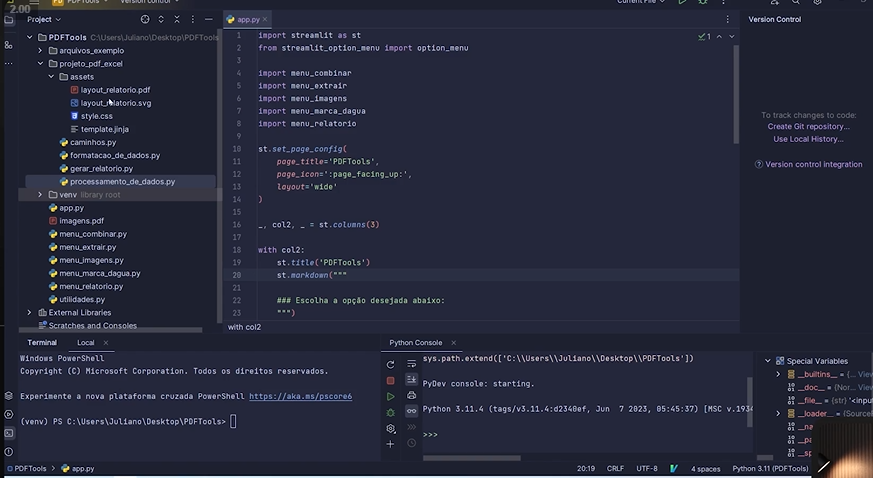 2.00
PDFTools
Version control
Current File
Project
PDFTools C:\Users\Juliano\Desktop\PDFTools
arquivos_exemplo
projeto_pdf_excel
assets
layout_relatorio.pdf
layout_relatorio.svg
style.css
template.jinja
caminhos.py
formatacao_de_dados.py
gerar_relatorio.py
processamento_de_dados.py
venv library root
app.py
imagens.pdf
menu_combinar.py
menu_extrair.py
menu_imagens.py
menu_marca_dagua.py
menu_relatorio.py
utilidades.py
External Libraries
Scratches and Consoles
app.py
1 import streamlit as st
2 from streamlit_option_menu import option_menu
3
4 import menu_combinar
5 import menu_extrair
6 import menu_imagens
7 import menu_marca_dagua
8 import menu_relatorio
9
10 st.set_page_config(
11 page_title='PDFTools',
12 page_icon=':page_facing_up:',
13 layout='wide'
14 )
15
16 _, col2, _ = st.columns(3)
17
18 with col2:
19 st.title('PDFTools')
20 st.markdown("""
21
22 ### Escolha a opção desejada abaixo:
23 """)
1
with col2
Version Control
To track changes to code:
Create Git repository...
Use Local History...
Version control integration
Terminal Local
Windows PowerShell
Copyright (C) Microsoft Corporation. Todos os direitos reservados.
Experimente a nova plataforma cruzada PowerShell https://aka.ms/pscore6
(venv) PS C:\Users\Juliano\Desktop\PDFTools>
Python Console
sys.path.extend(['C:\\Users\\Juliano\\Desktop\\PDFTools'])
PyDev console: starting.
Python 3.11.4 (tags/v3.11.4:d2340ef, Jun 7 2023, 05:45:37) [MSC v.1934
>>>
Special Variables
__builtins__ = {... View
__doc__ = {Nor... View
__file__ = {str} '<input
__loader__ = {Source
PDFTools app.py
20:19 CRLF UTF-8 4 spaces Python 3.11 (PDFTools)